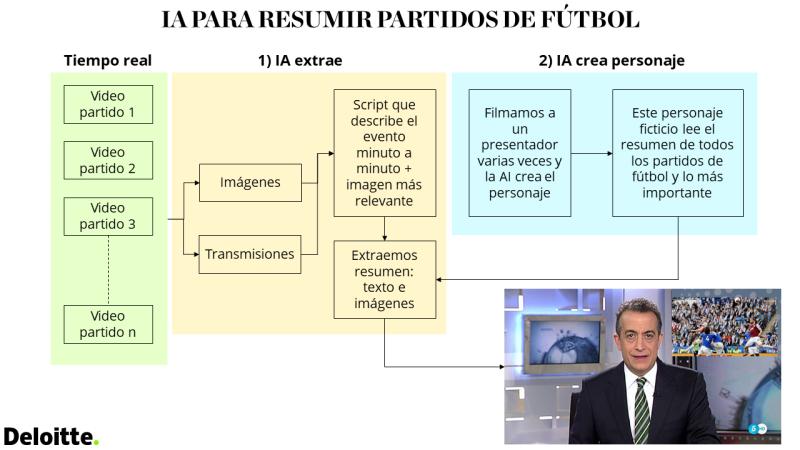 IA PARA RESUMIR PARTIDOS DE FÚTBOL
Tiempo real
1) IA extrae
2) IA crea personaje
Video
partido 1
Video
partido 2
Video
partido 3
Video
partido n
Imágenes
Transmisiones
Script que
describe el
evento
minuto a
minuto +
imagen más
relevante
Extraemos
resumen:
texto e
imágenes
Filmamos a
un
presentador
varias veces y
la AI crea el
personaje
Este personaje
ficticio lee el
resumen de todos
los partidos de
fútbol y lo más
importante
5 HD
Deloitte.